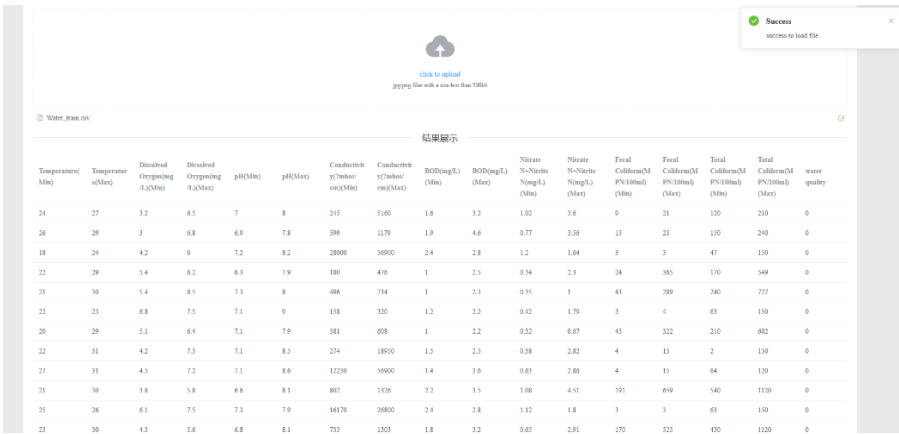 Success
success to load file
click to upload
jpg/png files with a size less than 500kb
Water_train.csv
结果展示
Temperature(Min) Temperature(Max) Dissolved Oxygen(mg/L)(Min) Dissolved Oxygen(mg/L)(Max) pH(Min) pH(Max) Conductivity(?mhos/cm)(Min) Conductivity(?mhos/cm)(Max) BOD(mg/L)(Min) BOD(mg/L)(Max) Nitrate N+Nitrite N(mg/L)(Min) Nitrate N+Nitrite N(mg/L)(Max) Fecal Coliform(MPN/100ml)(Min) Fecal Coliform(MPN/100ml)(Max) Total Coliform(MPN/100ml)(Min) Total Coliform(MPN/100ml)(Max) water quality
24 27 3.2 6.5 7 8 245 5160 1.6 3.2 1.02 3.6 9 21 120 210 0
26 29 3 6.8 6.9 7.8 599 1179 1.9 4.6 0.77 3.56 15 23 150 240 0
18 24 4.2 6 7.2 8.2 28000 36900 2.4 2.8 1.2 1.64 3 3 47 150 0
22 29 5.4 6.2 6.3 7.9 180 476 1 2.5 0.34 2.3 24 365 170 549 0
21 30 5.4 6.5 7.3 8 496 734 1 2.3 0.35 1 43 289 240 727 0
22 23 6.8 7.5 7.1 9 158 320 1.2 2.2 0.42 1.79 3 4 63 150 0
20 29 5.1 6.4 7.1 7.9 381 608 1 2.2 0.52 0.67 45 322 210 602 0
22 31 4.2 7.3 7.1 8.5 274 18950 1.5 2.3 0.38 2.82 4 15 2 150 0
27 31 4.5 7.2 7.1 8.6 12230 56900 1.4 3.6 0.63 2.86 4 15 64 120 0
21 30 3.8 5.8 6.6 8.1 802 1326 2.2 3.5 1.08 4.51 191 659 540 1120 0
25 26 6.1 7.5 7.3 7.9 16170 26800 2.4 2.8 1.12 1.8 3 3 63 150 0
23 30 4.3 5.6 6.8 8.1 733 1303 1.8 3.2 0.65 2.91 170 525 430 1120 0